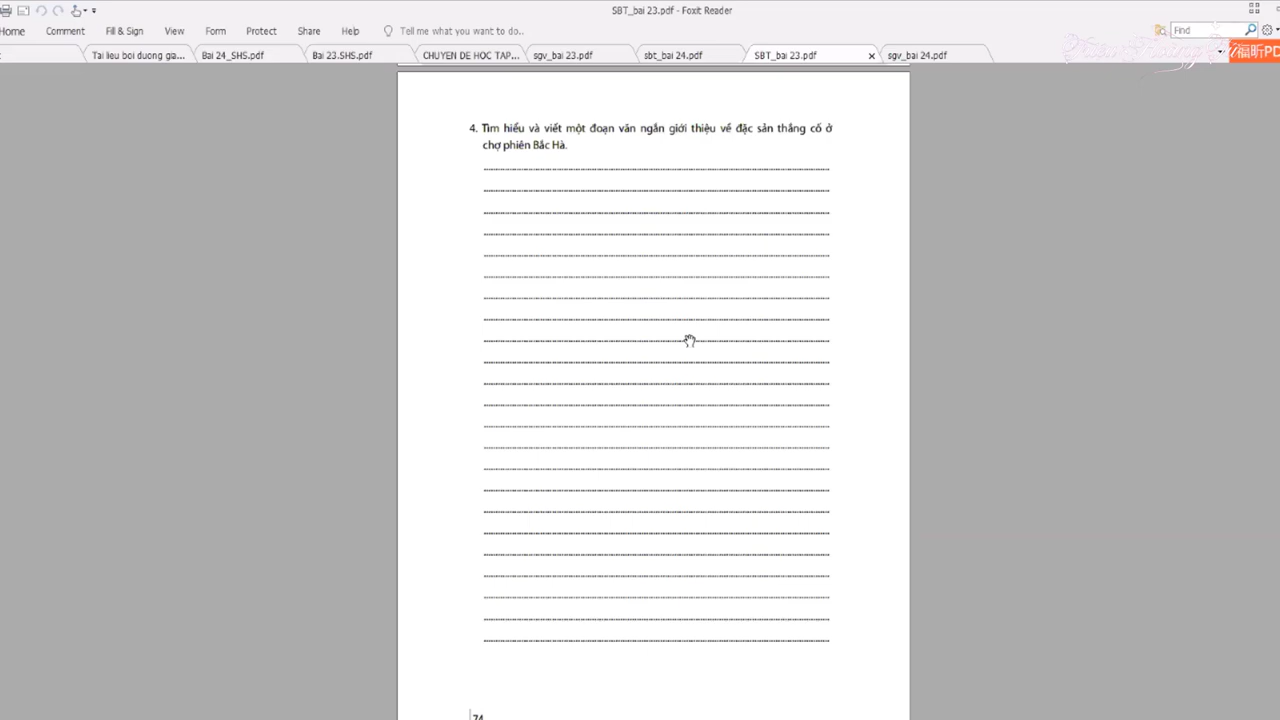 SBT_bai 23.pdf - Foxit Reader
Home Comment Fill & Sign View Form Protect Share Help Tell me what you want to do.. Find
Tai lieu boi duong gia... Bai 24_SHS.pdf Bai 23.SHS.pdf CHUYEN DE HOC TAP... sgv_bai 23.pdf sbt_bai 24.pdf SBT_bai 23.pdf sgv_bai 24.pdf
4. Tìm hiểu và viết một đoạn văn ngắn giới thiệu về đặc sản thắng cố ở
chợ phiên Bắc Hà.
74